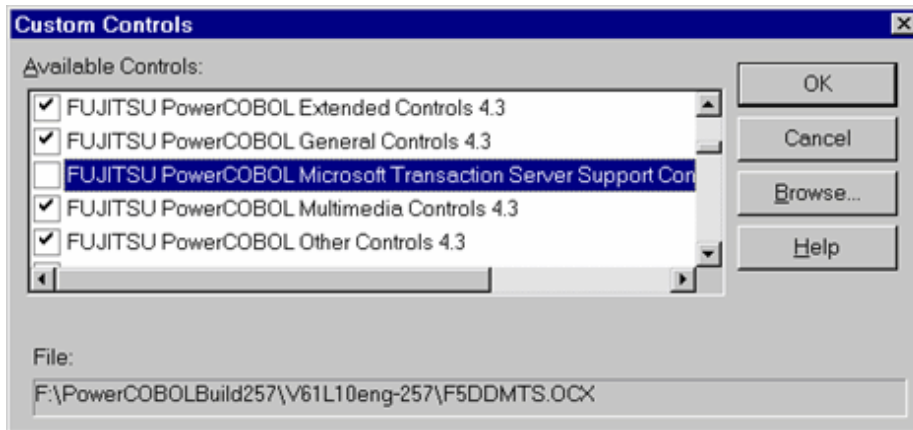 Custom Controls
Available Controls:
FUJITSU PowerCOBOL Extended Controls 4.3
FUJITSU PowerCOBOL General Controls 4.3
FUJITSU PowerCOBOL Microsoft Transaction Server Support Con
FUJITSU PowerCOBOL Multimedia Controls 4.3
FUJITSU PowerCOBOL Other Controls 4.3
OK
Cancel
Browse...
Help
File:
F:\PowerCOBOLBuild257\V61L10eng-257\F5DDMTS.OCX